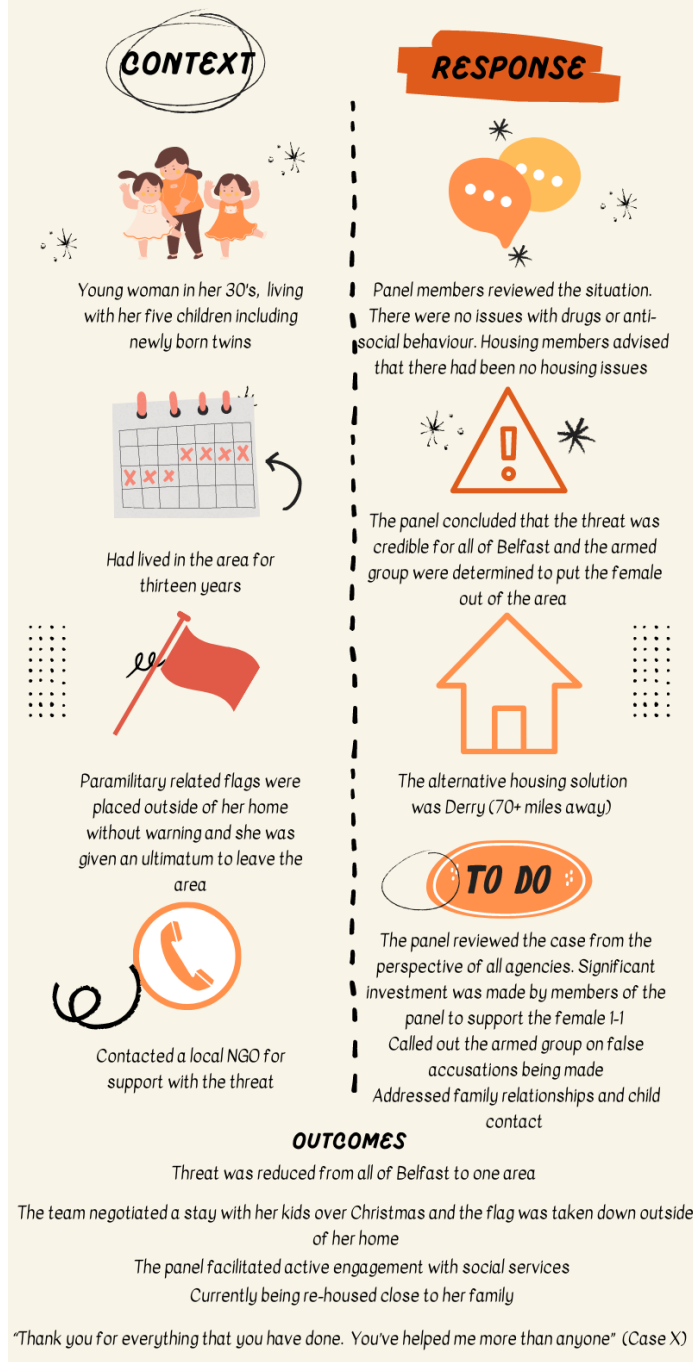 CONTEXT
Young woman in her 30's, living
with her five children including
newly born twins
Had lived in the area for
thirteen years
Paramilitary related flags were
placed outside of her home
without warning and she was
given an ultimatum to leave the
area
Contacted a local NGO for
support with the threat
RESPONSE
Panel members reviewed the situation.
There were no issues with drugs or anti-
social behaviour. Housing members advised
that there had been no housing issues
The panel concluded that the threat was
credible for all of Belfast and the armed
group were determined to put the female
out of the area
The alternative housing solution
was Derry (70+ miles away)
TO DO
The panel reviewed the case from the
perspective of all agencies. Significant
investment was made by members of the
panel to support the female 1-1
Called out the armed group on false
accusations being made
Addressed family relationships and child
contact
OUTCOMES
Threat was reduced from all of Belfast to one area
The team negotiated a stay with her kids over Christmas and the flag was taken down outside
of her home
The panel facilitated active engagement with social services
Currently being re-housed close to her family
"Thank you for everything that you have done. You've helped me more than anyone" (Case X)